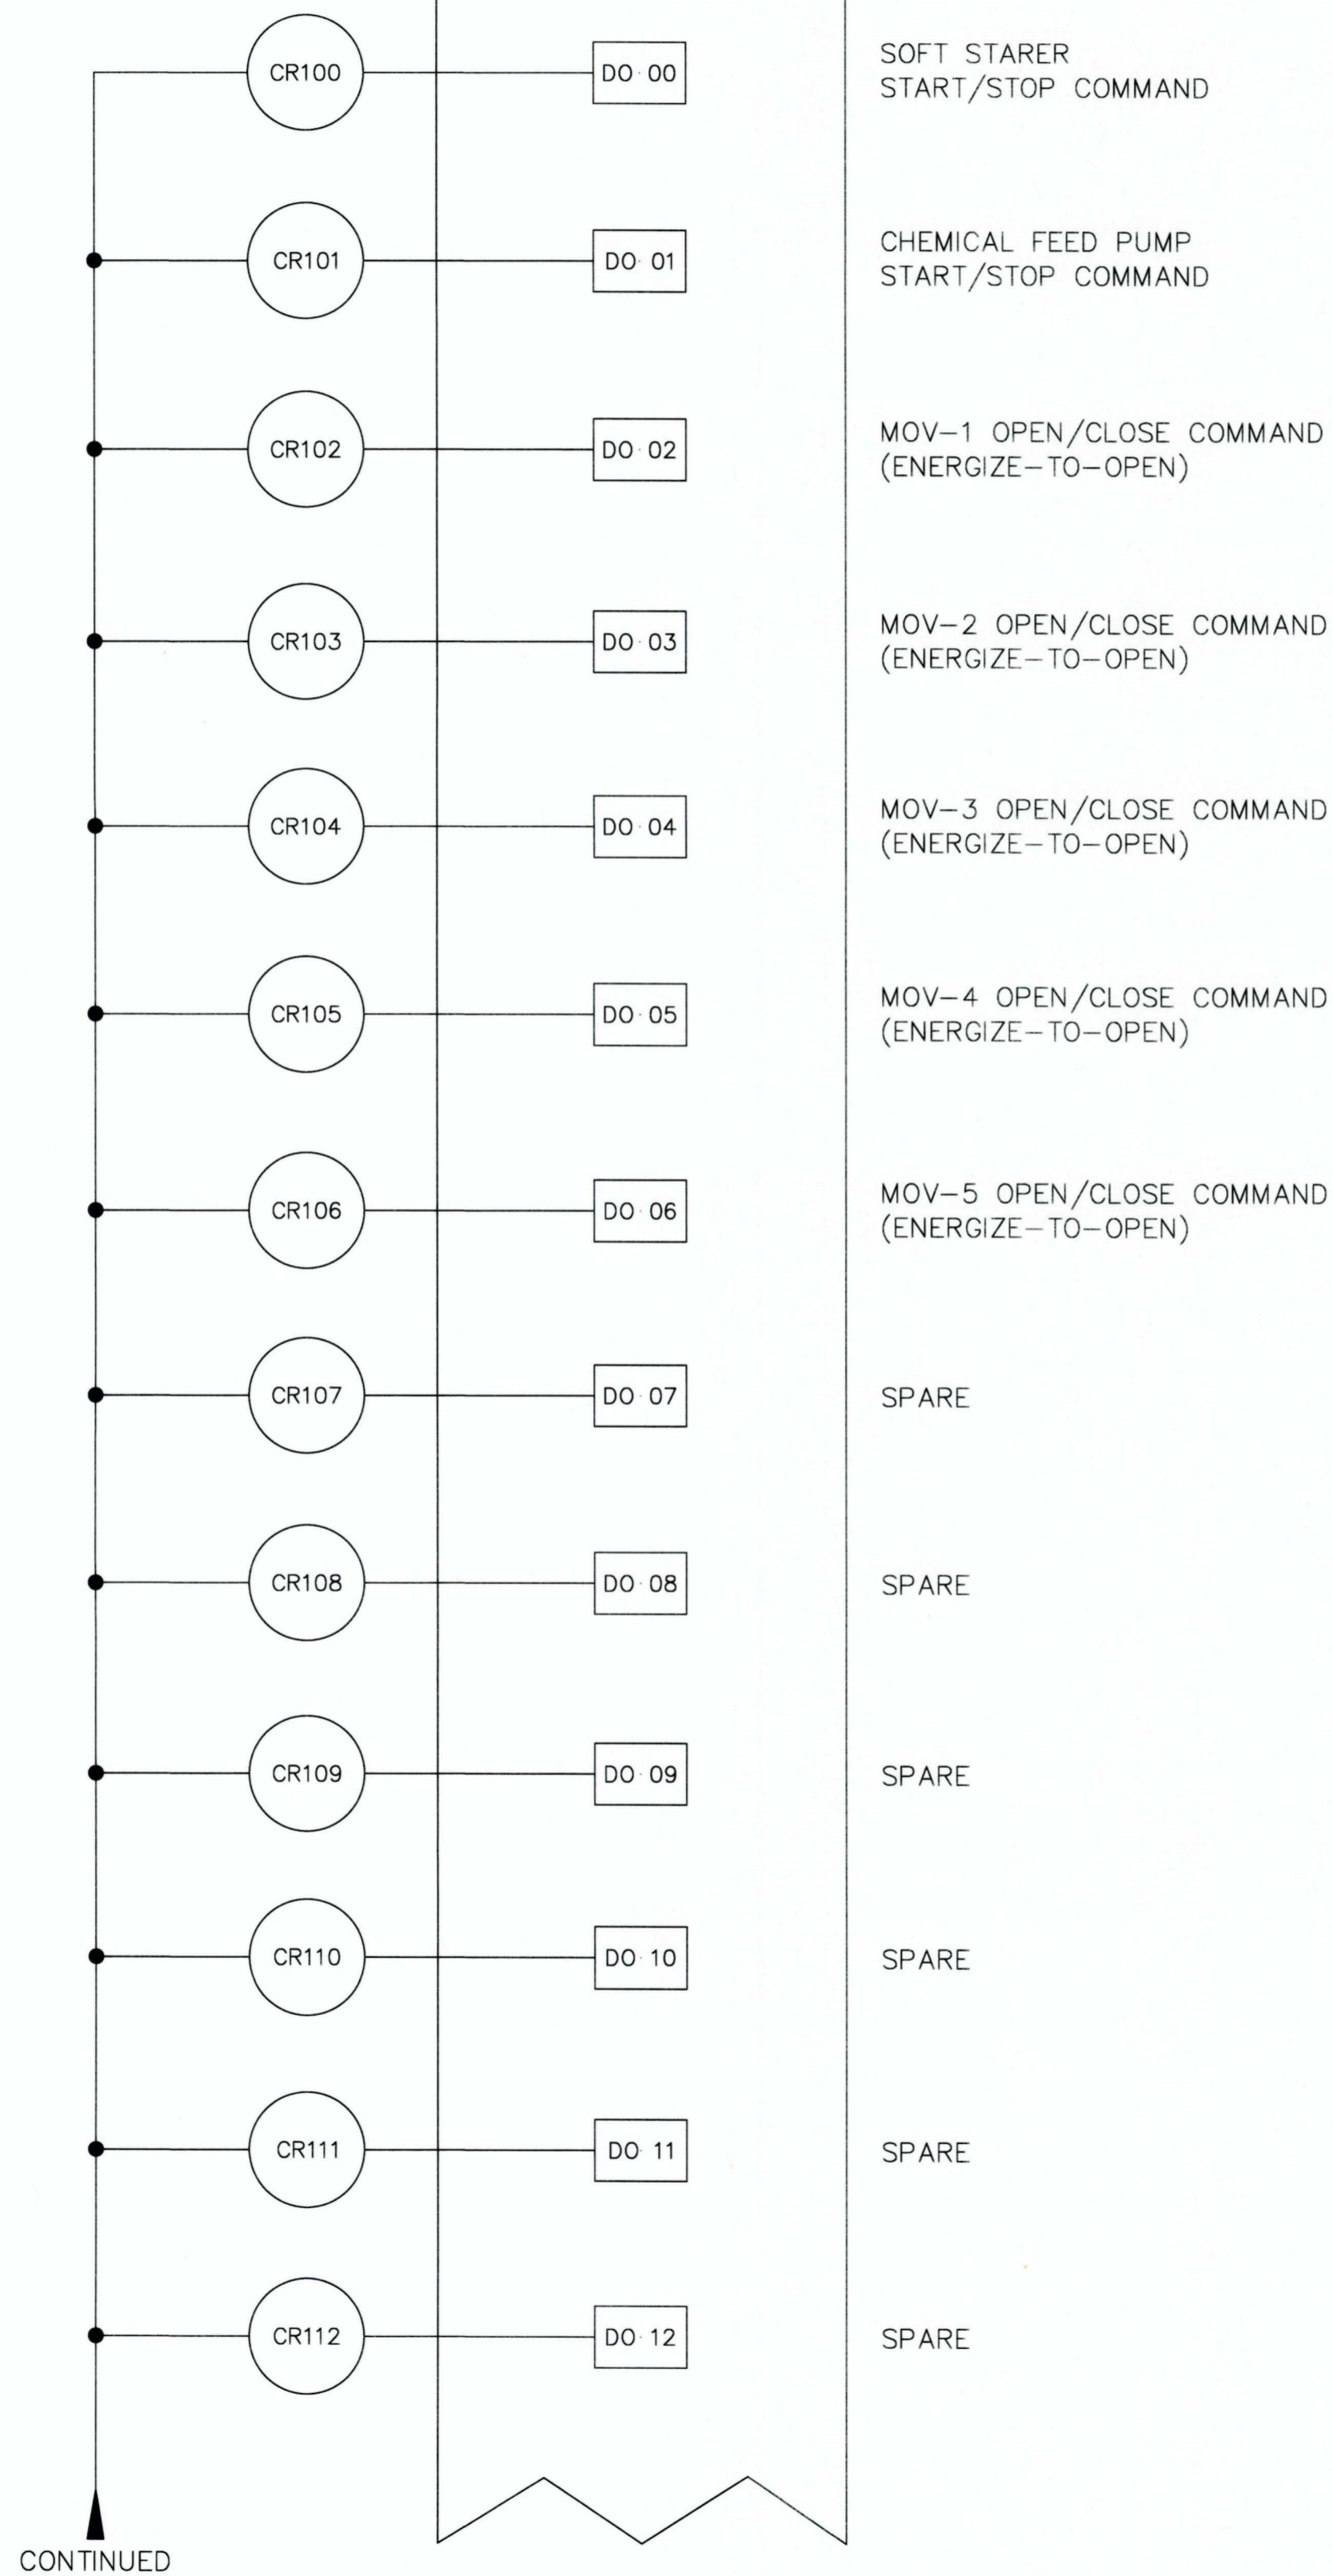 CR100 DO 00 SOFT STARER
START/STOP COMMAND
CR101 DO 01 CHEMICAL FEED PUMP
START/STOP COMMAND
CR102 DO 02 MOV-1 OPEN/CLOSE COMMAND
(ENERGIZE-TO-OPEN)
CR103 DO 03 MOV-2 OPEN/CLOSE COMMAND
(ENERGIZE-TO-OPEN)
CR104 DO 04 MOV-3 OPEN/CLOSE COMMAND
(ENERGIZE-TO-OPEN)
CR105 DO 05 MOV-4 OPEN/CLOSE COMMAND
(ENERGIZE-TO-OPEN)
CR106 DO 06 MOV-5 OPEN/CLOSE COMMAND
(ENERGIZE-TO-OPEN)
CR107 DO 07 SPARE
CR108 DO 08 SPARE
CR109 DO 09 SPARE
CR110 DO 10 SPARE
CR111 DO 11 SPARE
CR112 DO 12 SPARE
CONTINUED